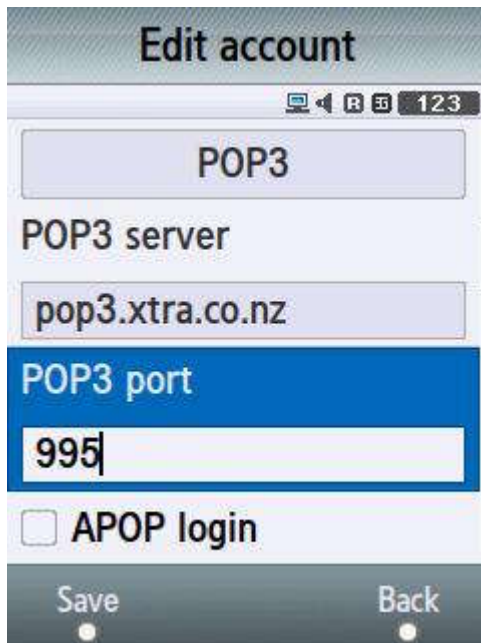 Edit account
123
POP3
POP3 server
pop3.xtra.co.nz
POP3 port
995
APOP login
Save Back